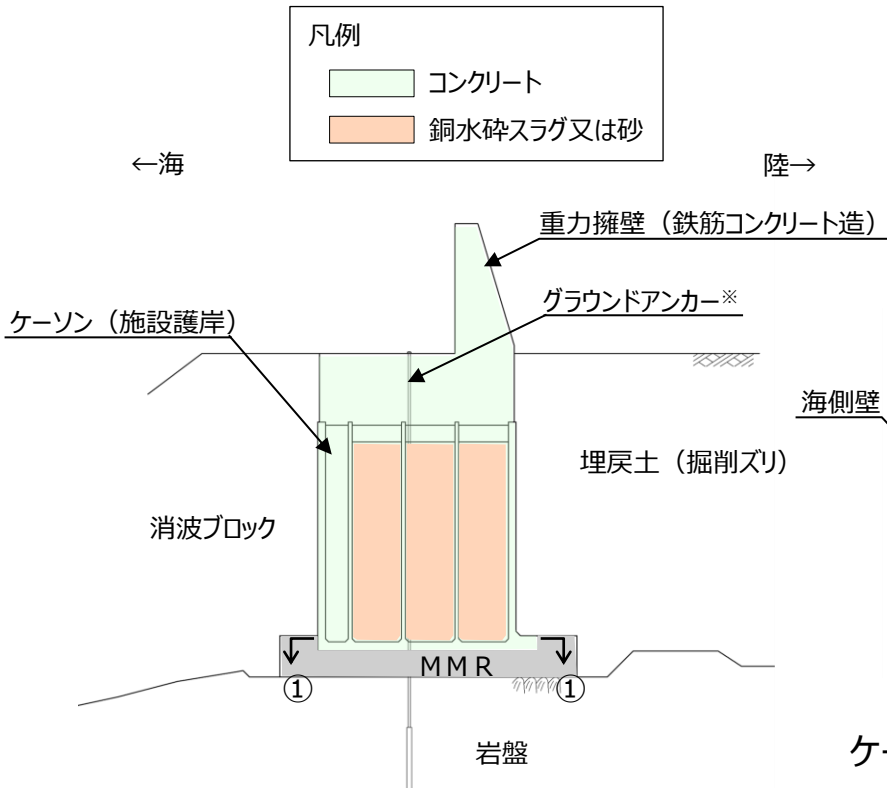 凡例
コンクリート
銅水砕スラグ又は砂
←海
陸→
重力擁壁（鉄筋コンクリート造）
グラウンドアンカー※
ケーソン（施設護岸）
海側壁
埋戻土（掘削ズリ）
消波ブロック
MMR
① ①
岩盤
ケー